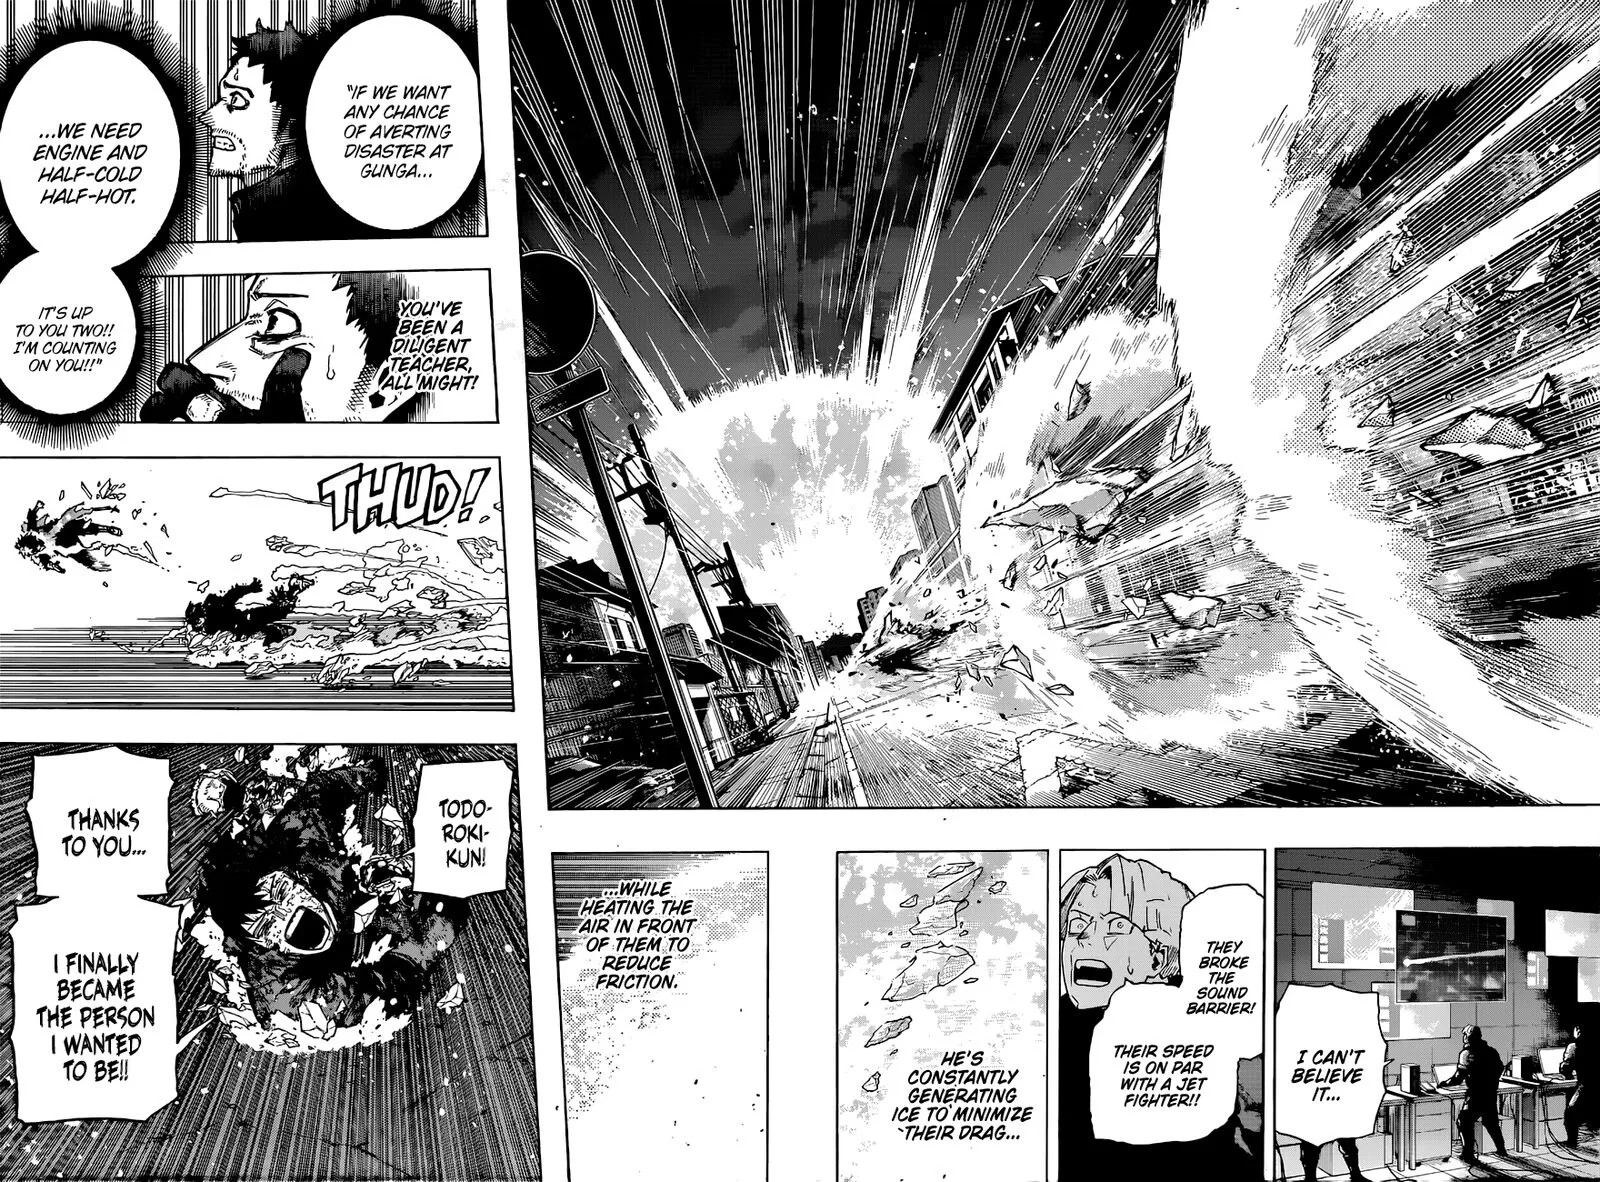 I CAN'T
BELIEVE
IT...
THEY
BROKE
THE
SOUND
BARRIER!
THEIR SPEED
IS ON PAR
WITH A JET
FIGHTER!!
HE'S
CONSTANTLY
GENERATING
ICE TO MINIMIZE
THEIR DRAG...
...WHILE
HEATING THE
AIR IN FRONT
OF THEM TO
REDUCE
FRICTION.
"IF WE WANT
ANY CHANCE
OF AVERTING
DISASTER AT
GUNGA...
...WE NEED
ENGINE AND
HALF-COLD
HALF-HOT.
IT'S UP
TO YOU TWO!!
I'M COUNTING
ON YOU!!"
YOU'VE
BEEN A
DILIGENT
TEACHER,
ALL MIGHT!
THUD!
TODO-
ROKI-
KUN!
THANKS
TO YOU...
I FINALLY
BECAME
THE PERSON
I WANTED
TO BE!!